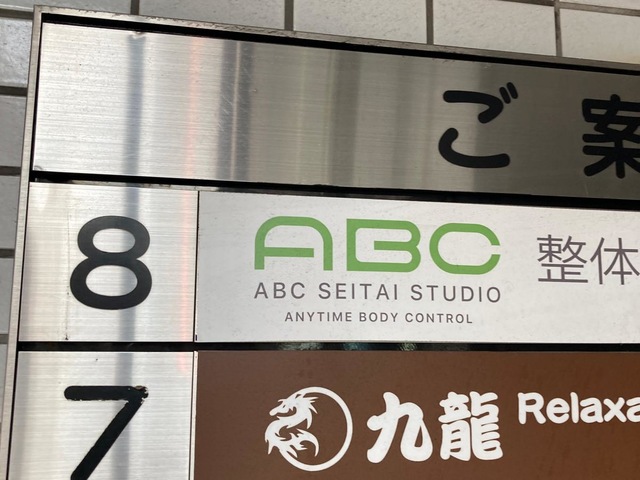 ご案
8
ABC
ABC SEITAI STUDIO
ANYTIME BODY CONTROL
整体
7
九龍 Relaxa